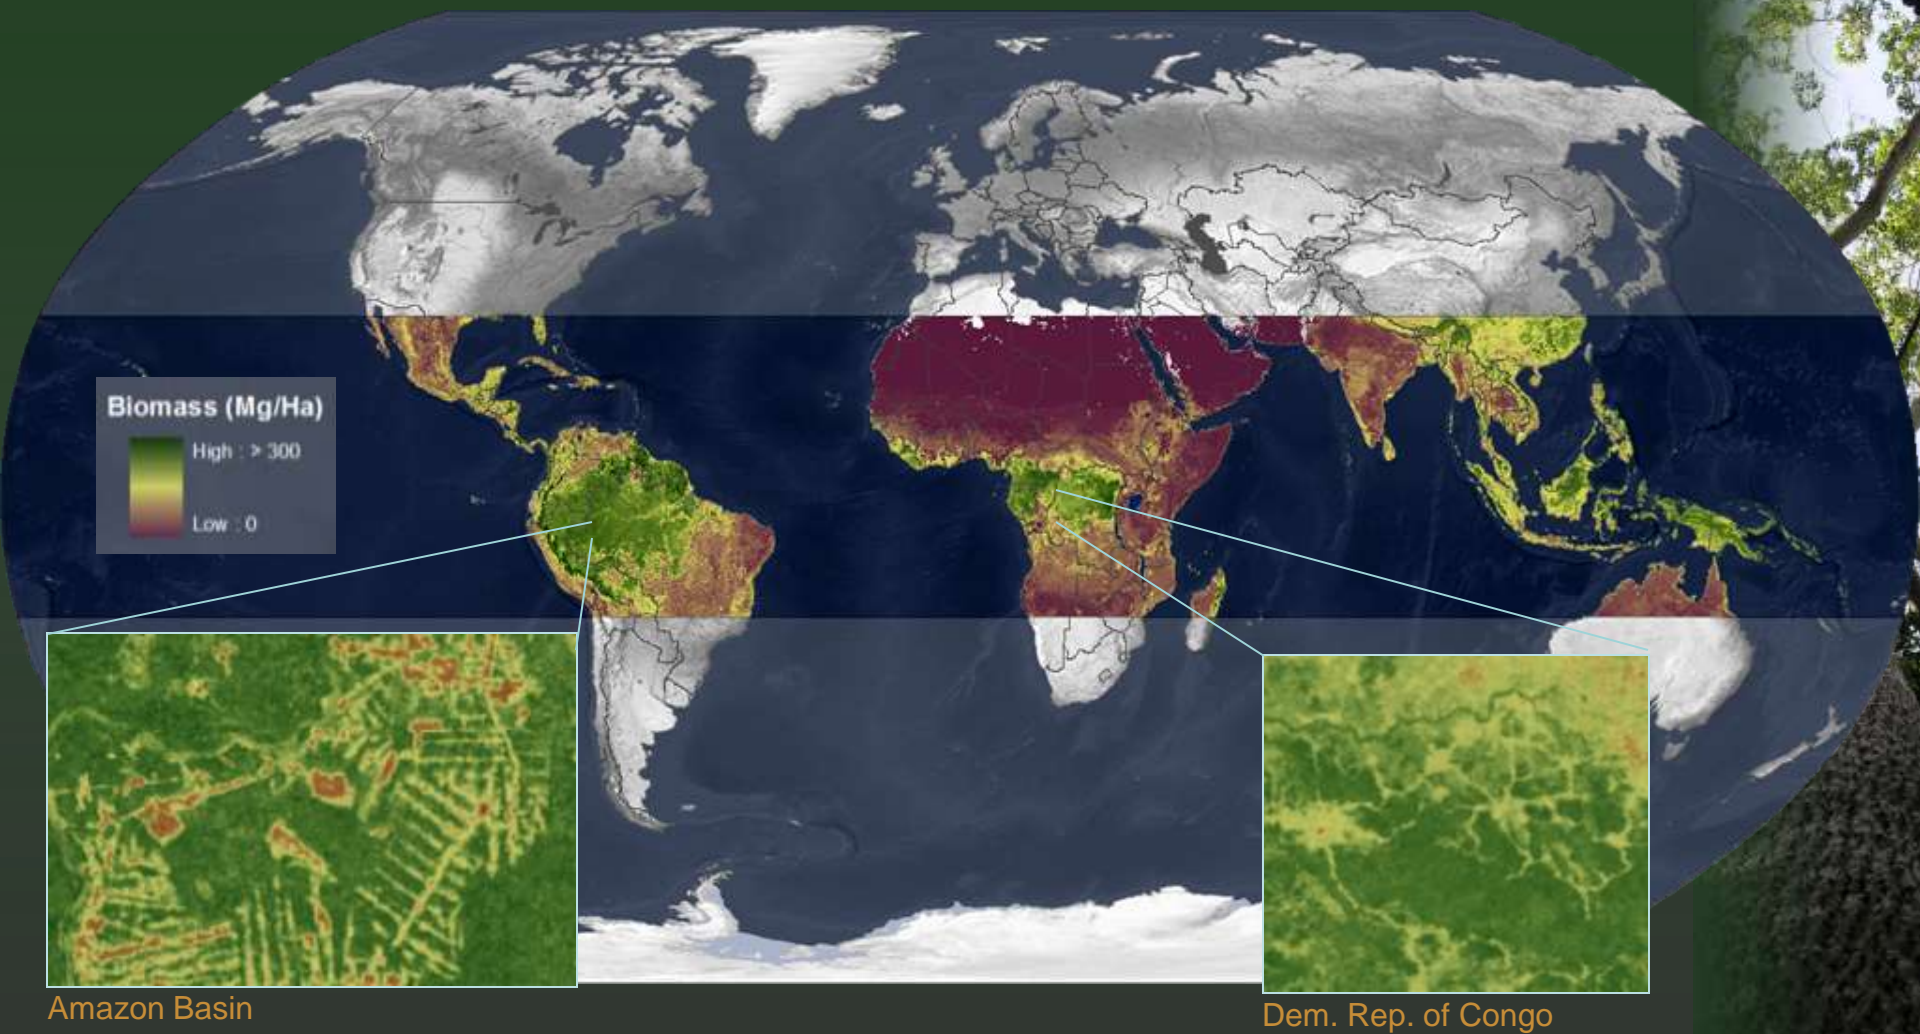 Biomass (Mg/Ha)
High : > 300
Low : 0
Amazon Basin
Dem. Rep. of Congo